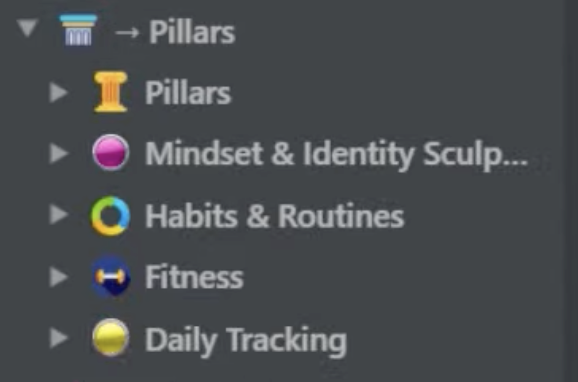 → Pillars
Pillars
Mindset & Identity Sculp...
Habits & Routines
Fitness
Daily Tracking